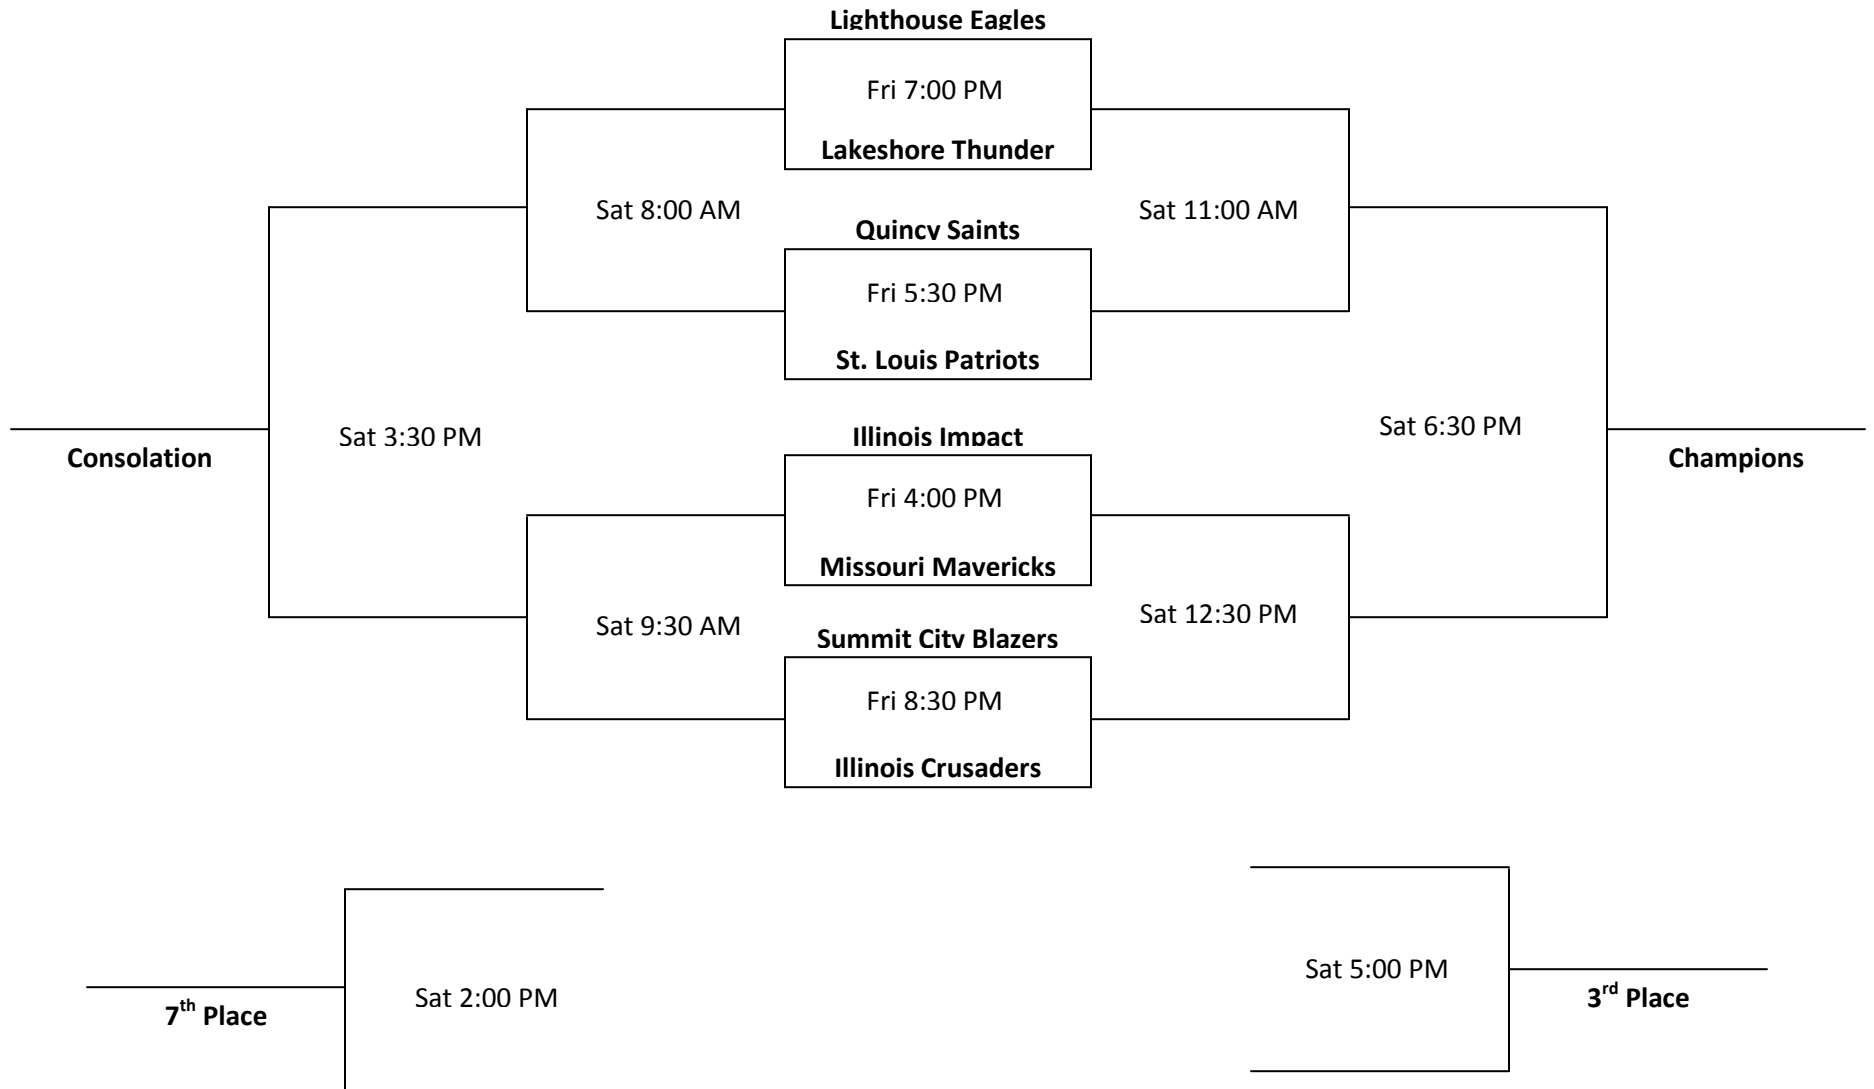 Lighthouse Eagles
Fri 7:00 PM
Lakeshore Thunder
Sat 8:00 AM
Sat 11:00 AM
Quincy Saints
Fri 5:30 PM
St. Louis Patriots
Sat 3:30 PM
Illinois Impact
Sat 6:30 PM
Consolation
Champions
Fri 4:00 PM
Missouri Mavericks
Sat 9:30 AM
Sat 12:30 PM
Summit City Blazers
Fri 8:30 PM
Illinois Crusaders
Sat 2:00 PM
7th Place
Sat 5:00 PM
3rd Place